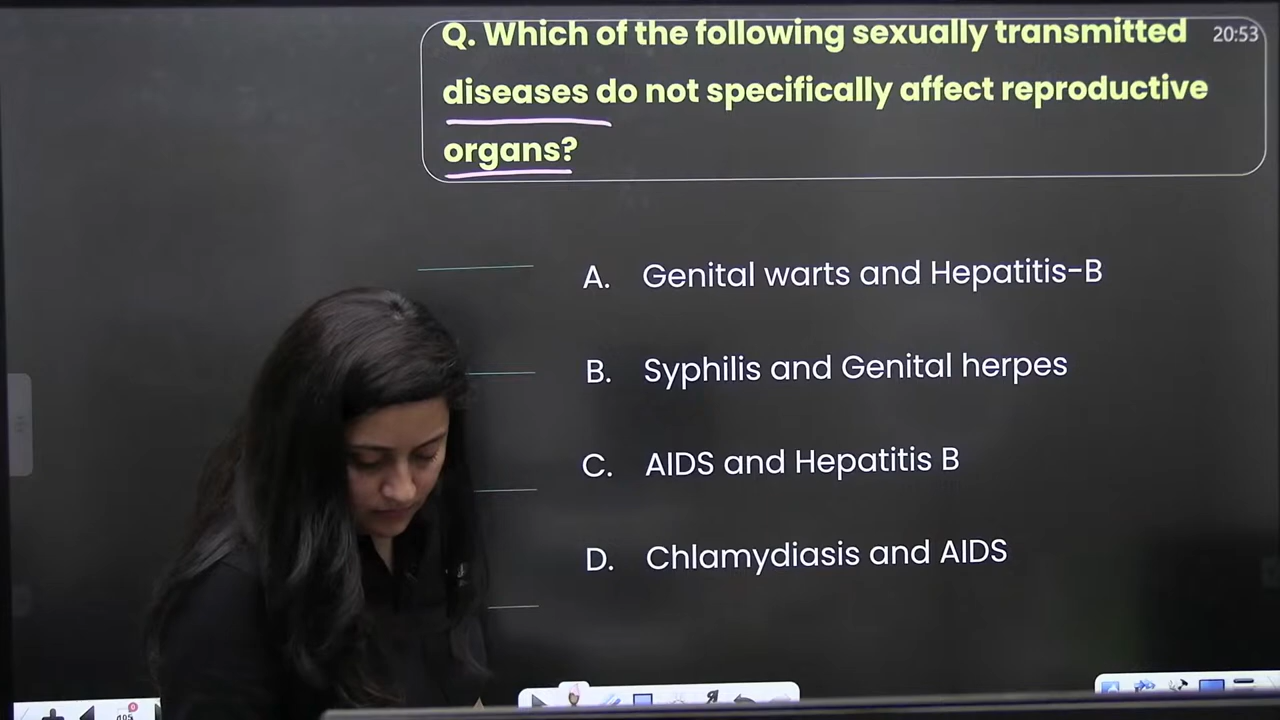 Q. Which of the following sexually transmitted
20:53
diseases do not specifically affect reproductive
organs?
A. Genital warts and Hepatitis-B
B. Syphilis and Genital herpes
C. AIDS and Hepatitis B
D. Chlamydiasis and AIDS